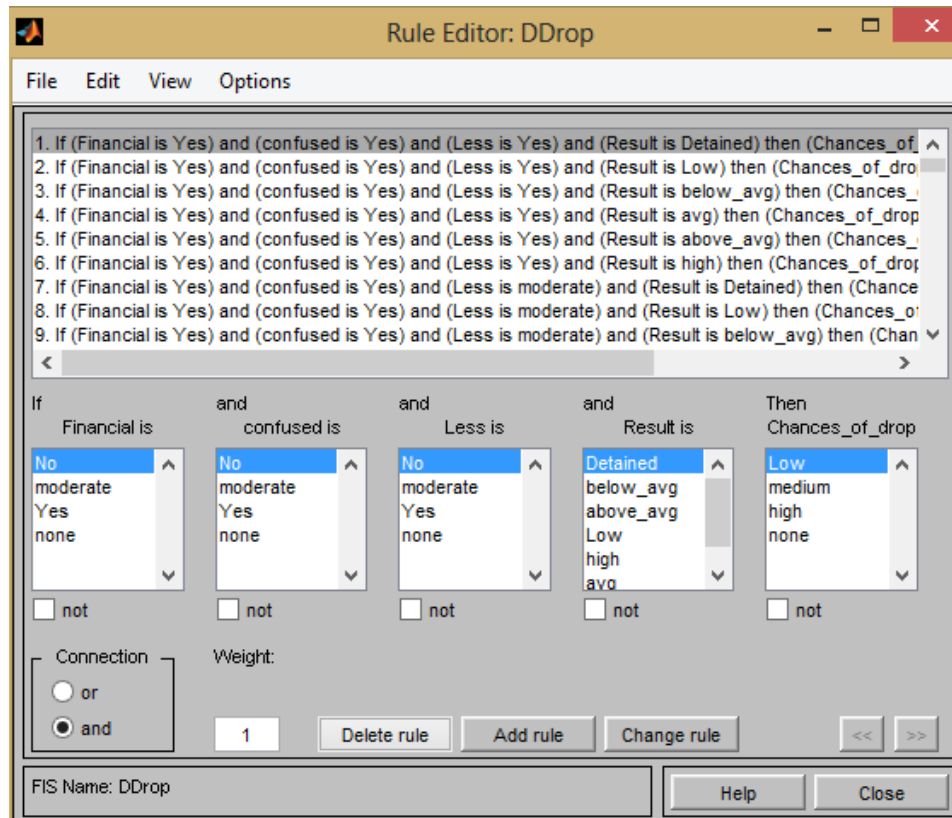 Rule Editor: DDrop
File Edit View Options
1. If (Financial is Yes) and (confused is Yes) and (Less is Yes) and (Result is Detained) then (Chances_of_
2. If (Financial is Yes) and (confused is Yes) and (Less is Yes) and (Result is Low) then (Chances_of_dro
3. If (Financial is Yes) and (confused is Yes) and (Less is Yes) and (Result is below_avg) then (Chances_
4. If (Financial is Yes) and (confused is Yes) and (Less is Yes) and (Result is avg) then (Chances_of_drop
5. If (Financial is Yes) and (confused is Yes) and (Less is Yes) and (Result is above_avg) then (Chances_
6. If (Financial is Yes) and (confused is Yes) and (Less is Yes) and (Result is high) then (Chances_of_drop
7. If (Financial is Yes) and (confused is Yes) and (Less is moderate) and (Result is Detained) then (Chance
8. If (Financial is Yes) and (confused is Yes) and (Less is moderate) and (Result is Low) then (Chances_of
9. If (Financial is Yes) and (confused is Yes) and (Less is moderate) and (Result is below_avg) then (Chan
If and and and Then
Financial is confused is Less is Result is Chances_of_drop
No No No Detained Low
moderate moderate moderate below_avg medium
Yes Yes Yes above_avg high
none none none Low none
high
avg
not not not not not
Connection Weight:
or
and 1 Delete rule Add rule Change rule << >>
FIS Name: DDrop Help Close